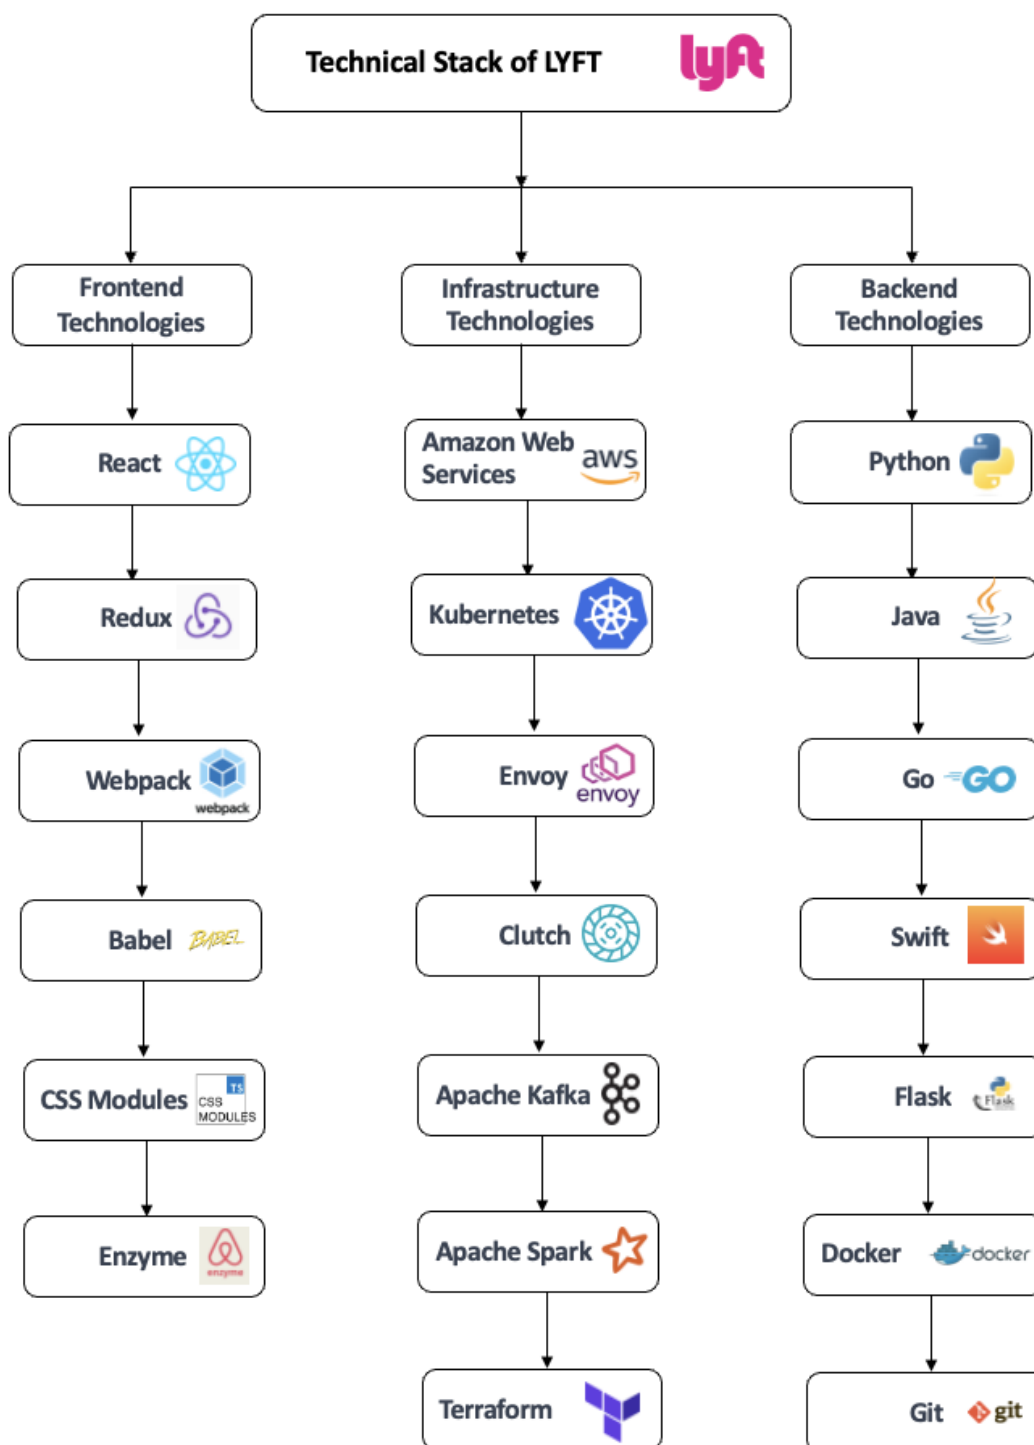 Technical Stack of LYFT
lyft
Frontend
Technologies
React
Redux
Webpack
webpack
Babel
BABEL
CSS Modules
TS
CSS
MODULES
Enzyme
enzyme
Infrastructure
Technologies
Amazon Web
Services
aws
Kubernetes
Envoy
envoy
Clutch
Apache Kafka
Apache Spark
Terraform
Backend
Technologies
Python
Java
Go
GO
Swift
Flask
Flask
Docker
docker
Git
git